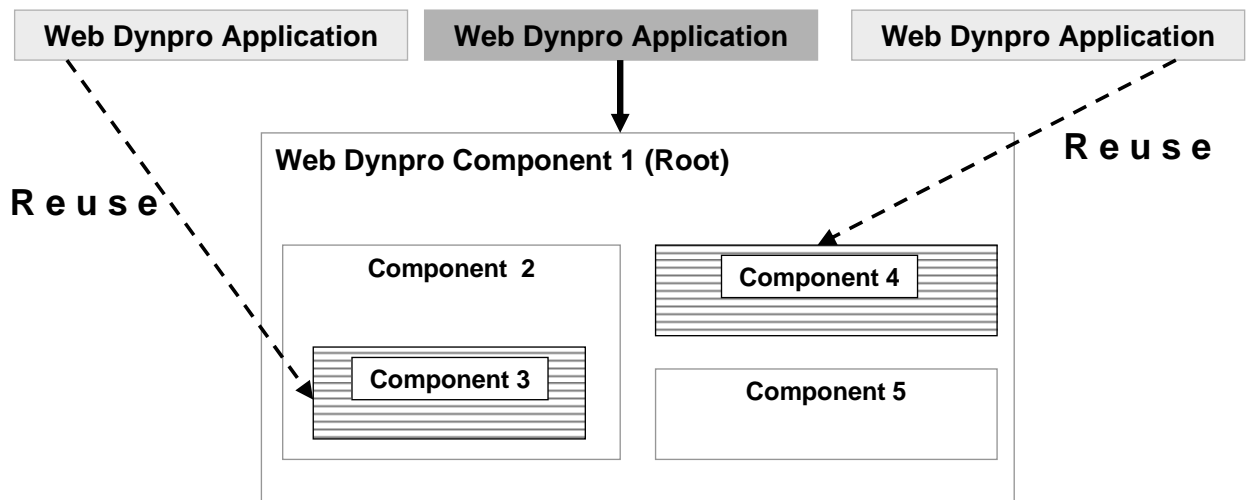 Web Dynpro Application
Web Dynpro Application
Web Dynpro Application
Web Dynpro Component 1 (Root)
R e u s e
R e u s e
Component  2
Component 4
Component 3
Component 5